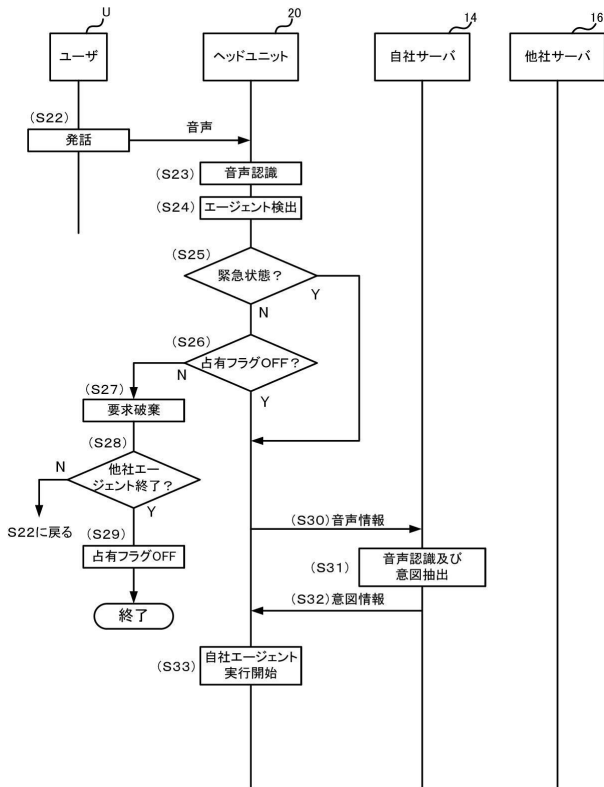 U
20
14
16
ユーザ
ヘッドユニット
自社サーバ
他社サーバ
(S22)
発話
音声
(S23)
音声認識
(S24)
エージェント検出
(S25)
緊急状態？
Y
N
(S26)
占有フラグOFF？
N
Y
(S27)
要求破棄
(S28)
他社エー
ジェント終了？
N
Y
S22に戻る
(S29)
占有フラグOFF
終了
(S30)音声情報
(S31)
音声認識及び
意図抽出
(S32)意図情報
(S33)
自社エージェント
実行開始